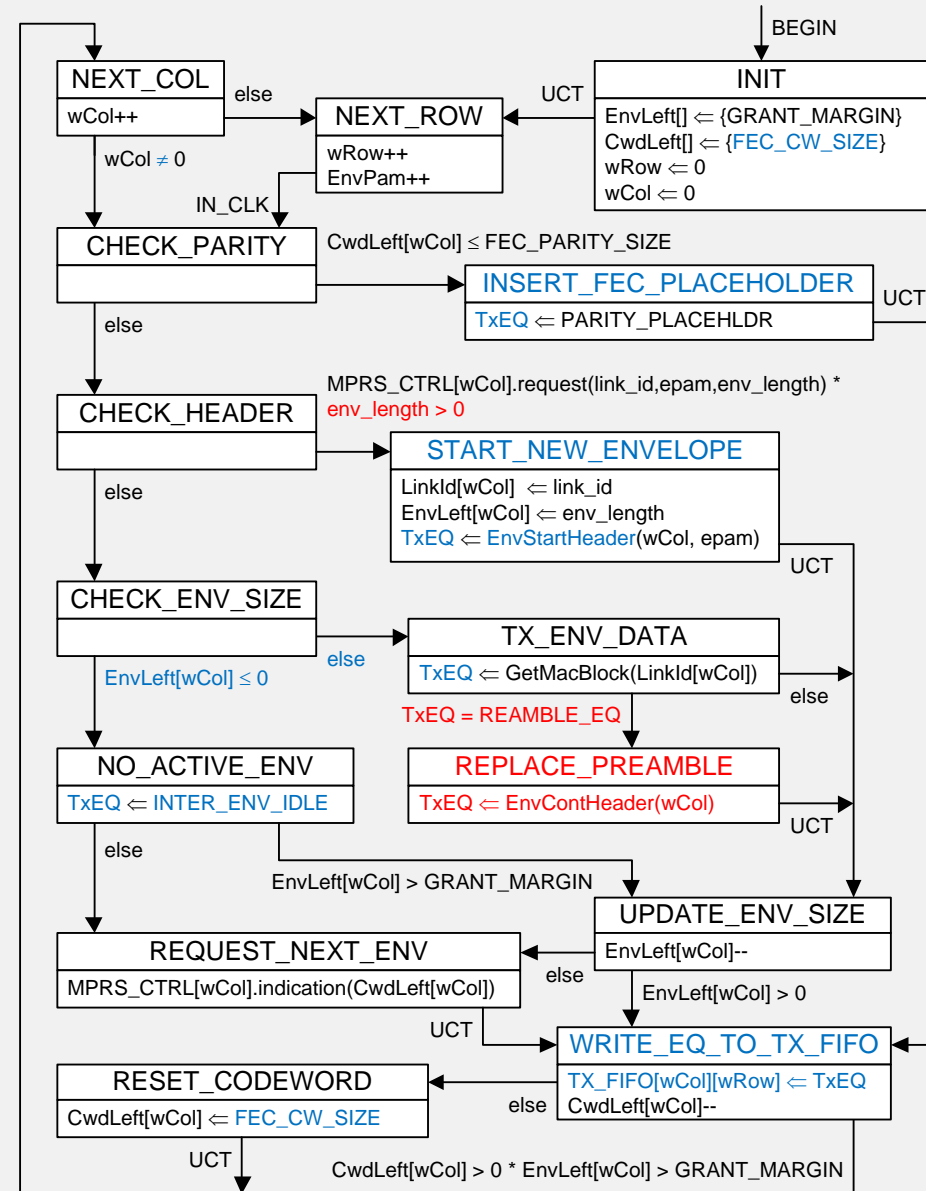 BEGIN
NEXT_COL
wCol++
else
NEXT_ROW
wRow++
EnvPam++
UCT
INIT
EnvLeft[] ⇐ {GRANT_MARGIN}
CwdLeft[] ⇐ {FEC_CW_SIZE}
wRow ⇐ 0
wCol ⇐ 0
wCol ≠ 0
IN_CLK
CHECK_PARITY
CwdLeft[wCol] ≤ FEC_PARITY_SIZE
INSERT_FEC_PLACEHOLDER
TxEQ ⇐ PARITY_PLACEHLDR
UCT
else
MPRS_CTRL[wCol].request(link_id,epam,env_length) *
env_length > 0
CHECK_HEADER
START_NEW_ENVELOPE
LinkId[wCol] ⇐ link_id
EnvLeft[wCol] ⇐ env_length
TxEQ ⇐ EnvStartHeader(wCol, epam)
UCT
else
CHECK_ENV_SIZE
else
TX_ENV_DATA
TxEQ ⇐ GetMacBlock(LinkId[wCol])
else
EnvLeft[wCol] ≤ 0
TxEQ = REAMBLE_EQ
NO_ACTIVE_ENV
TxEQ ⇐ INTER_ENV_IDLE
REPLACE_PREAMBLE
TxEQ ⇐ EnvContHeader(wCol)
UCT
else
EnvLeft[wCol] > GRANT_MARGIN
UPDATE_ENV_SIZE
EnvLeft[wCol]--
REQUEST_NEXT_ENV
MPRS_CTRL[wCol].indication(CwdLeft[wCol])
else
EnvLeft[wCol] > 0
UCT
WRITE_EQ_TO_TX_FIFO
TX_FIFO[wCol][wRow] ⇐ TxEQ
CwdLeft[wCol]--
else
RESET_CODEWORD
CwdLeft[wCol] ⇐ FEC_CW_SIZE
UCT
CwdLeft[wCol] > 0 * EnvLeft[wCol] > GRANT_MARGIN